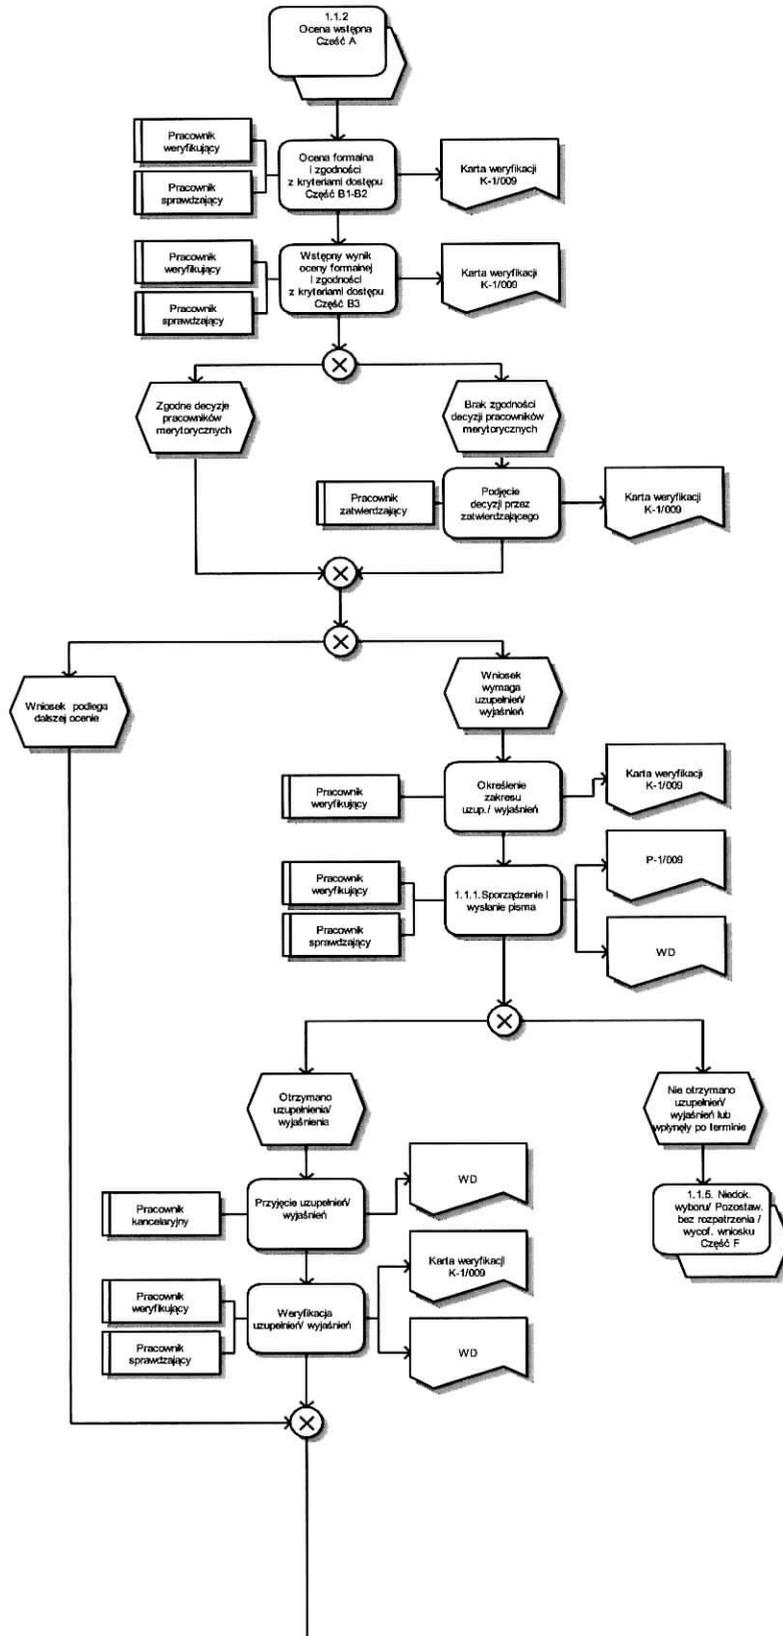 1.1.2
Ocena wstępna
Cześć A
Pracownik
weryfikujący
Pracownik
sprawdzający
Ocena formalna
i zgodności
z kryteriami dostępu
Część B1-B2
Karta weryfikacji
K-1/009
Pracownik
weryfikujący
Pracownik
sprawdzający
Wstępny wynik
oceny formalnej
i zgodności
z kryteriami dostępu
Część B3
Karta weryfikacji
K-1/009
Zgodne decyzje
pracowników
merytorycznych
Brak zgodności
decyzji pracowników
merytorycznych
Pracownik
zatwierdzający
Podjęcie
decyzji przez
zatwierdzającego
Karta weryfikacji
K-1/009
Wniosek podlega
dalszej ocenie
Wniosek
wymaga
uzupełnień/
wyjaśnień
Pracownik
weryfikujący
Określenie
zakresu
uzup./ wyjaśnień
Karta weryfikacji
K-1/009
Pracownik
weryfikujący
Pracownik
sprawdzający
1.1.1.Sporządzenie i
wysłanie pisma
P-1/009
WD
Otrzymano
uzupełnienia/
wyjaśnienia
Nie otrzymano
uzupełnień/
wyjaśnień lub
wpłynęły po terminie
Pracownik
kancelaryjny
Przyjęcie uzupełnień/
wyjaśnień
WD
1.1.5. Niedok.
wyboru/ Pozostaw.
bez rozpatrzenia /
wycof. wniosku
Część F
Pracownik
weryfikujący
Pracownik
sprawdzający
Weryfikacja
uzupełnień/ wyjaśnień
Karta weryfikacji
K-1/009
WD